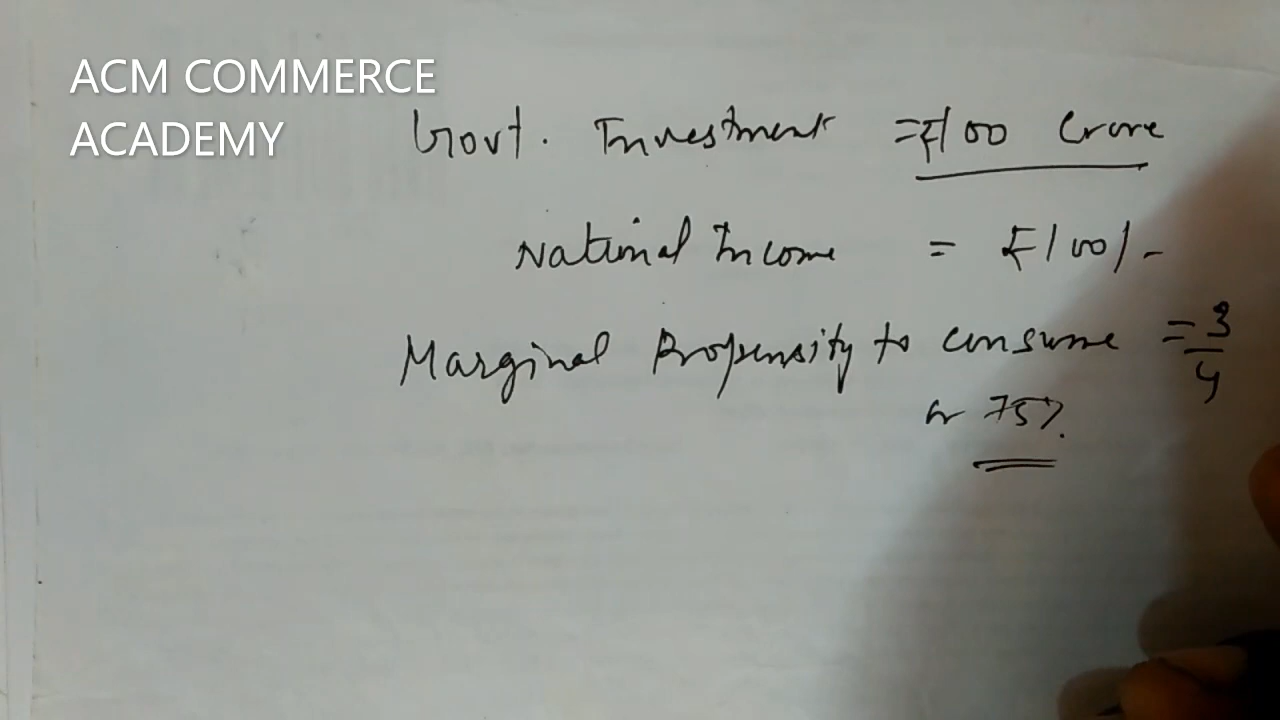 ACM COMMERCE
ACADEMY
Govt. Investment = ₹100 Crore
National Income = ₹100/-
Marginal Propensity to consume = 3/4
or 75%.